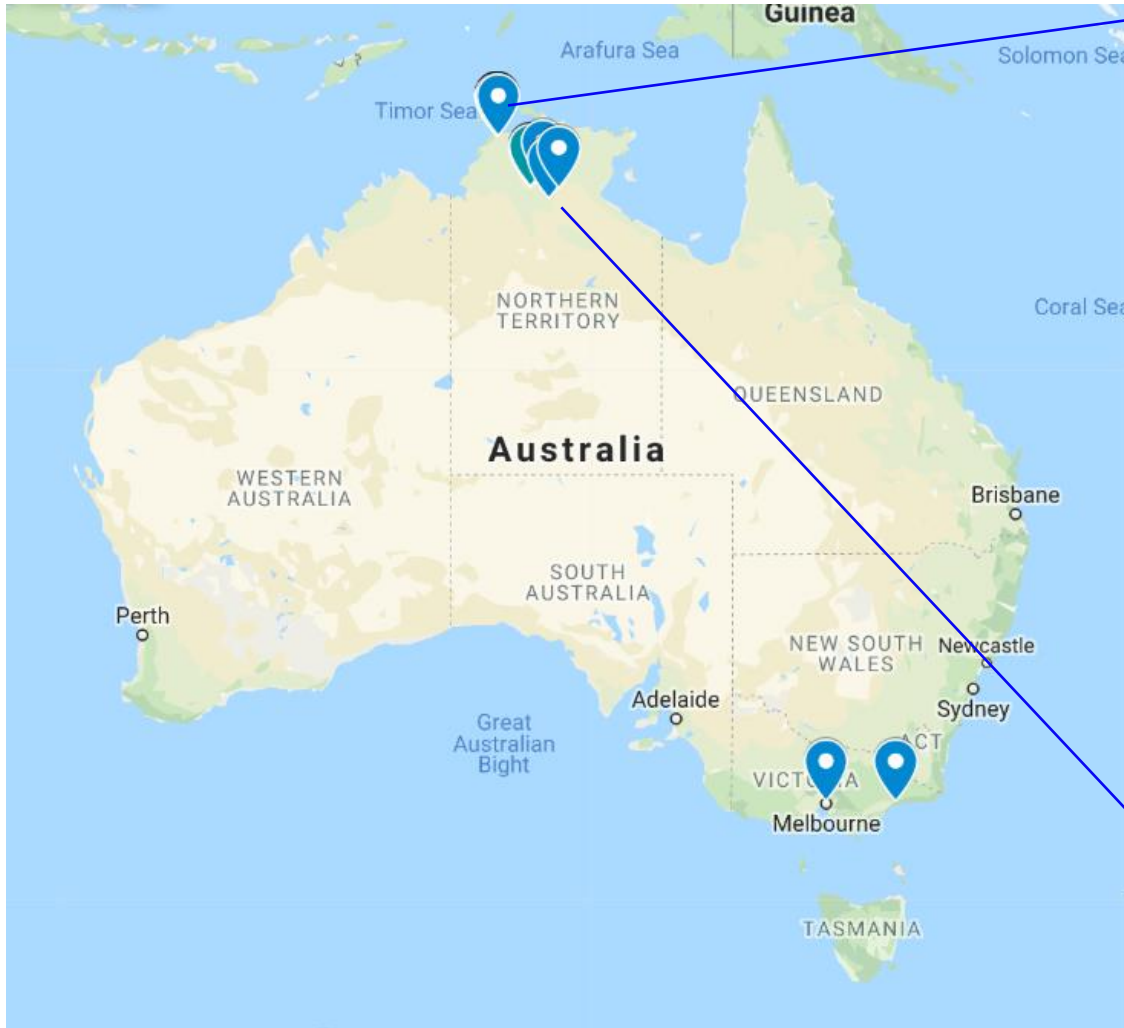 Guinea
Arafura Sea
Solomon Sea
Timor Sea
NORTHERN
TERRITORY
Coral Sea
QUEENSLAND
Australia
WESTERN
AUSTRALIA
Brisbane
SOUTH
AUSTRALIA
Perth
NEW SOUTH
WALES
Newcastle
Adelaide
Sydney
Great
Australian
Bight
ACT
VICTORIA
Melbourne
TASMANIA